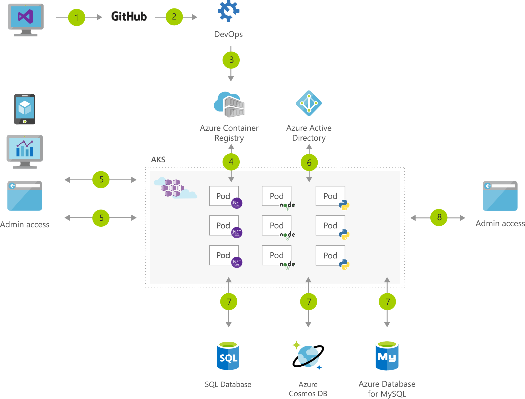 1
GitHub
2
DevOps
3
Azure Container
Registry
Azure Active
Directory
AKS
4
6
5
Pod
Pod
node
Pod
Admin access
5
Pod
Pod
node
Pod
8
Admin access
Pod
Pod
node
Pod
7
7
7
SQL
My
SQL Database
Azure
Cosmos DB
Azure Database
for MySQL